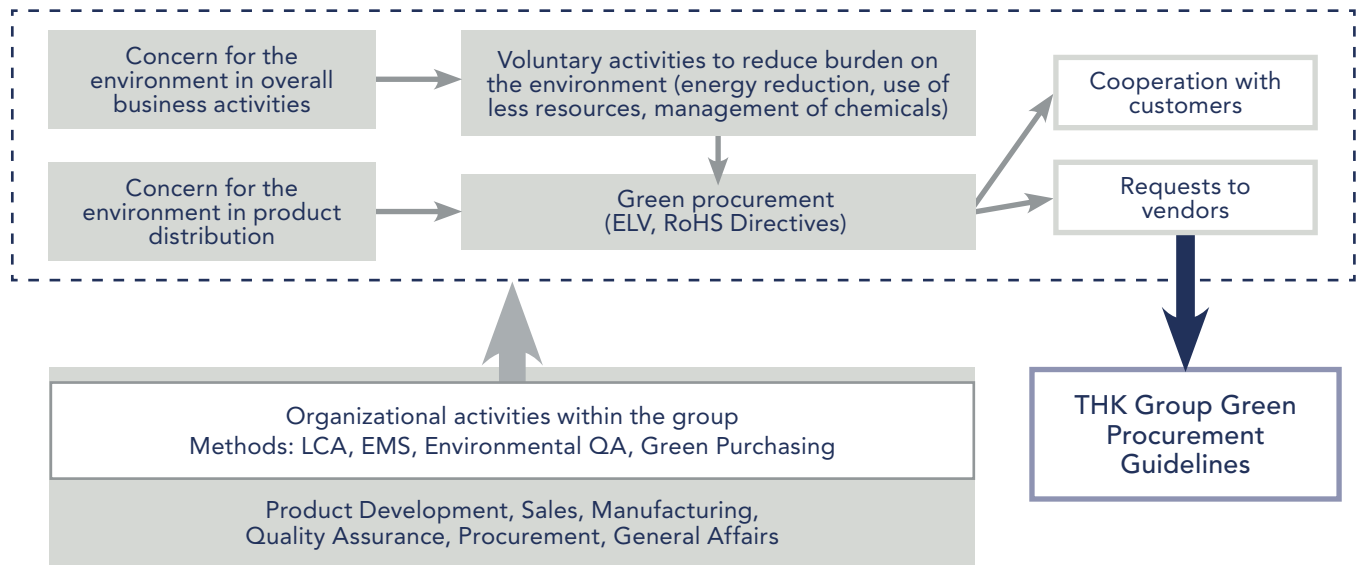 Concern for the
environment in overall
business activities
Voluntary activities to reduce burden on
the environment (energy reduction, use of
less resources, management of chemicals)
Cooperation with
customers
Concern for the
environment in product
distribution
Green procurement
(ELV, RoHS Directives)
Requests to
vendors
Organizational activities within the group
Methods: LCA, EMS, Environmental QA, Green Purchasing
Product Development, Sales, Manufacturing,
Quality Assurance, Procurement, General Affairs
THK Group Green
Procurement
Guidelines